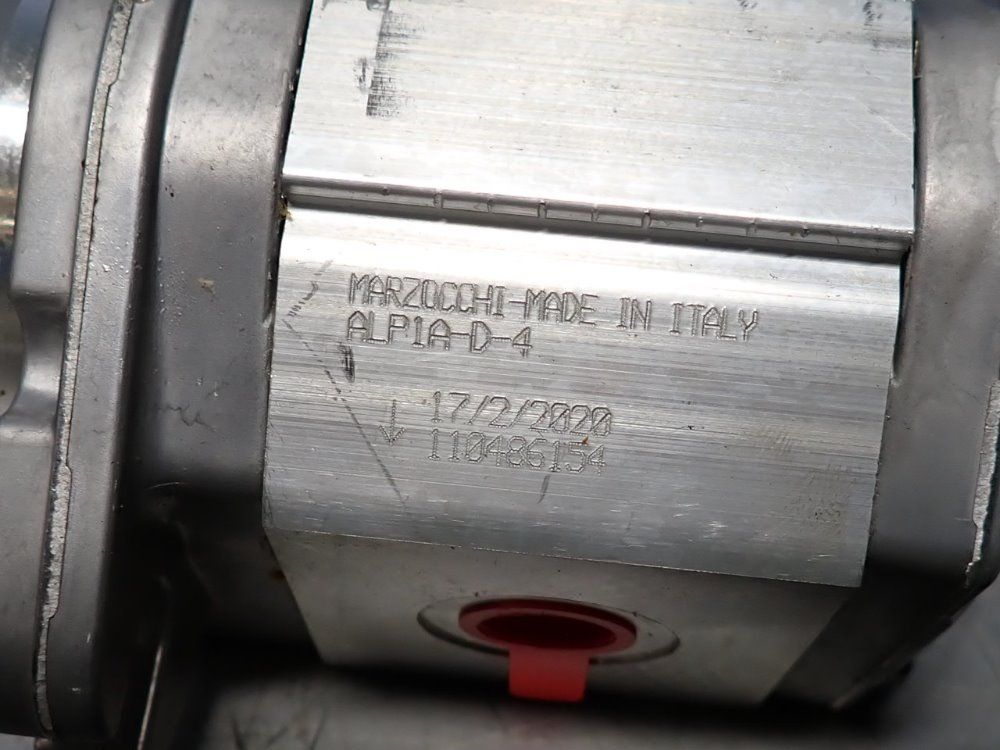 MARZOCCHI-MADE IN ITALY
ALP1A-D-4
↓ 17/2/2020
110486154